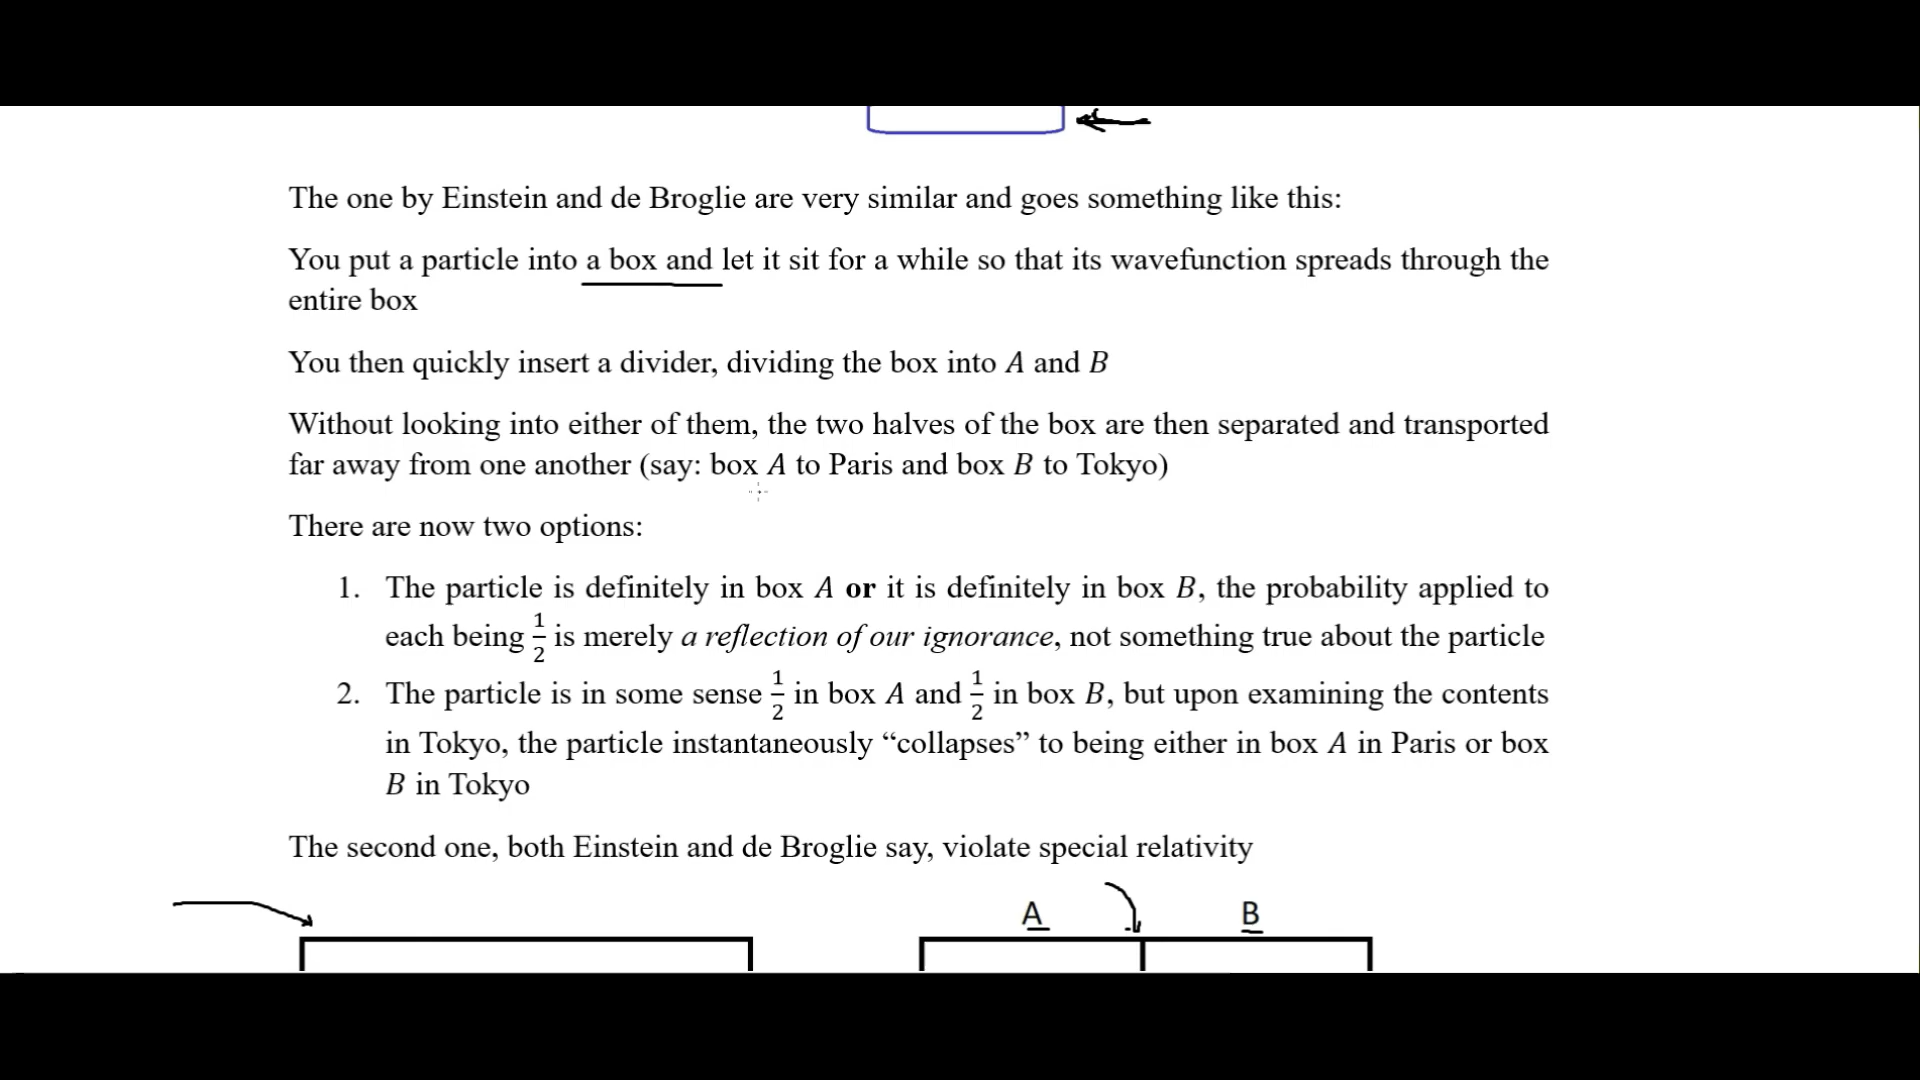 The one by Einstein and de Broglie are very similar and goes something like this:
You put a particle into a box and let it sit for a while so that its wavefunction spreads through the
entire box
You then quickly insert a divider, dividing the box into A and B
Without looking into either of them, the two halves of the box are then separated and transported
far away from one another (say: box A to Paris and box B to Tokyo)
There are now two options:
1. The particle is definitely in box A or it is definitely in box B, the probability applied to
each being 1/2 is merely a reflection of our ignorance, not something true about the particle
2. The particle is in some sense 1/2 in box A and 1/2 in box B, but upon examining the contents
in Tokyo, the particle instantaneously “collapses” to being either in box A in Paris or box
B in Tokyo
The second one, both Einstein and de Broglie say, violate special relativity
A B